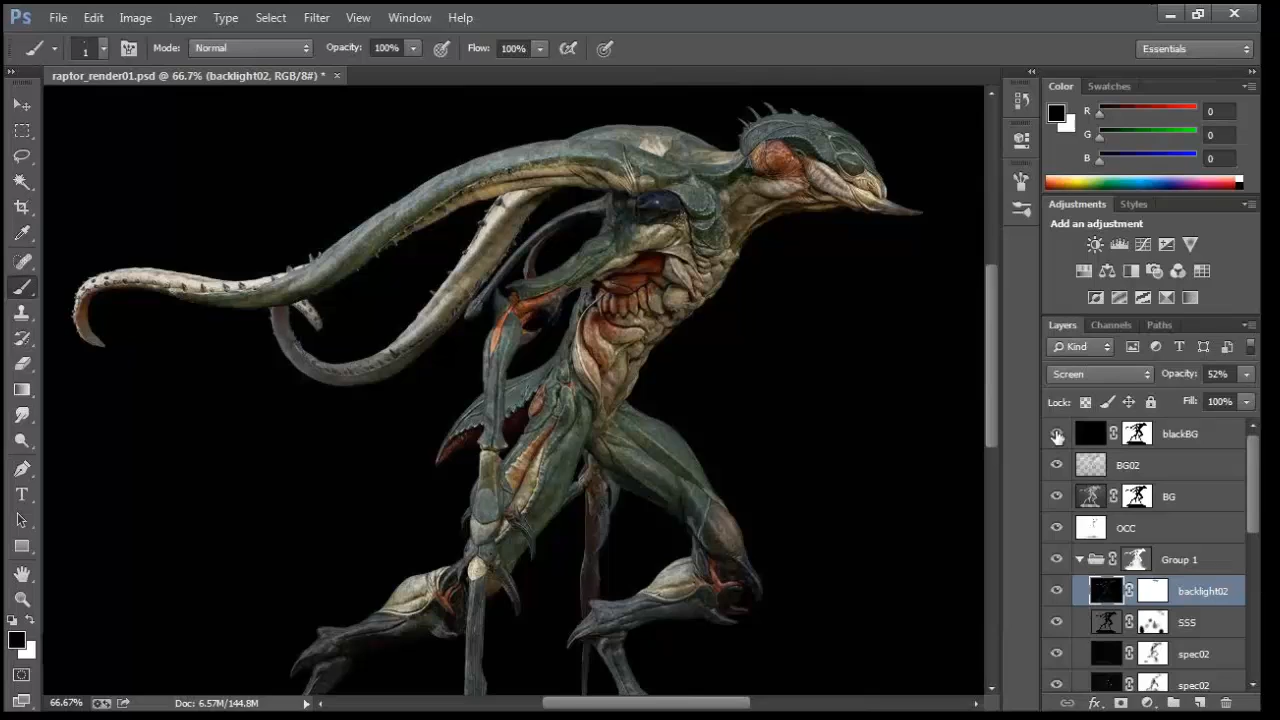 Ps File Edit Image Layer Type Select Filter View Window Help
1 Mode: Normal Opacity: 100% Flow: 100% Essentials
raptor_render01.psd @ 66.7% (backlight02, RGB/8#) * ×
Color Swatches
R 0
G 0
B 0
Adjustments Styles
Add an adjustment
Layers Channels Paths
Kind
Screen Opacity: 52%
Lock: Fill: 100%
blackBG
BG02
BG
OCC
Group 1
backlight02
SSS
spec02
spec02
66.67% Doc: 6.57M/144.8M